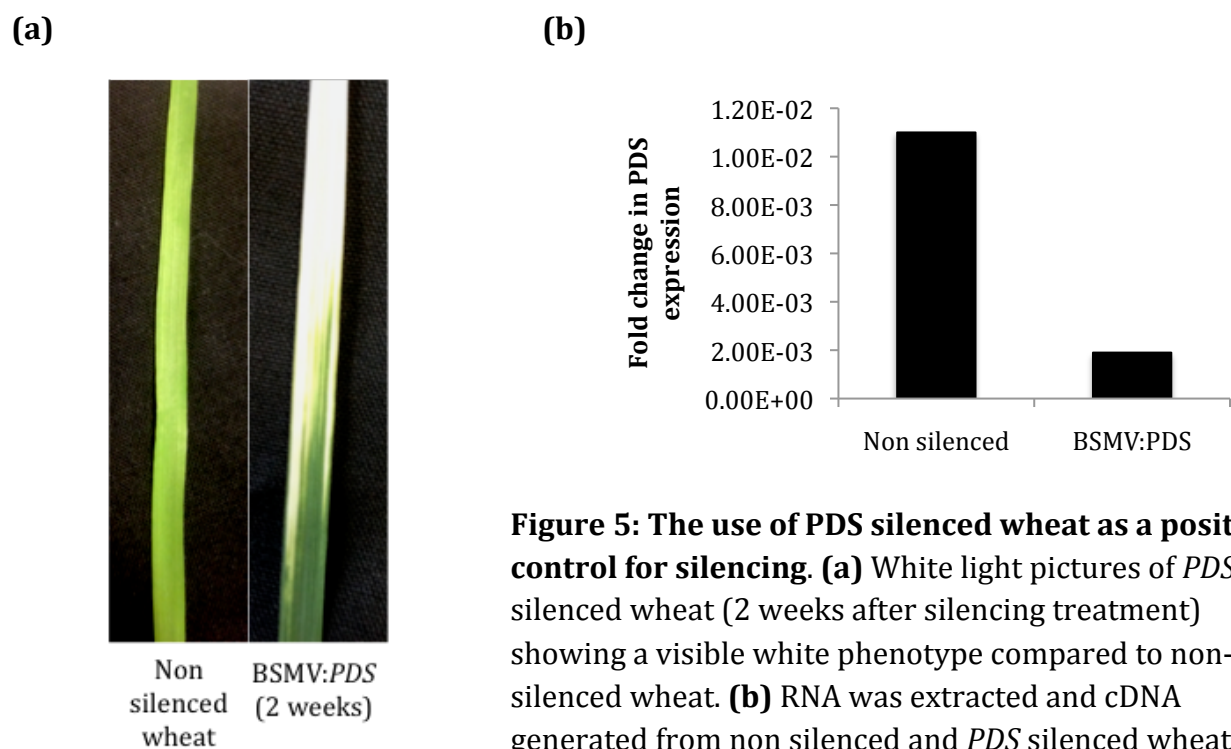 (a)
(b)
Non
silenced
wheat
BSMV:PDS
(2 weeks)
Fold change in PDS
expression
1.20E-02
1.00E-02
8.00E-03
6.00E-03
4.00E-03
2.00E-03
0.00E+00
Non silenced
BSMV:PDS
Figure 5: The use of PDS silenced wheat as a posit
control for silencing. (a) White light pictures of PDS
silenced wheat (2 weeks after silencing treatment)
showing a visible white phenotype compared to non-
silenced wheat. (b) RNA was extracted and cDNA
generated from non silenced and PDS silenced wheat